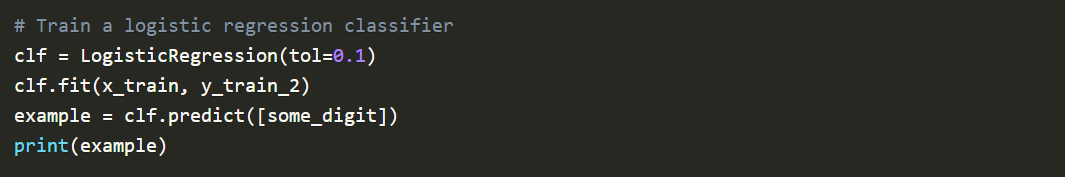 # Train a logistic regression classifier
clf = LogisticRegression(tol=0.1)
clf.fit(x_train, y_train_2)
example = clf.predict([some_digit])
print(example)